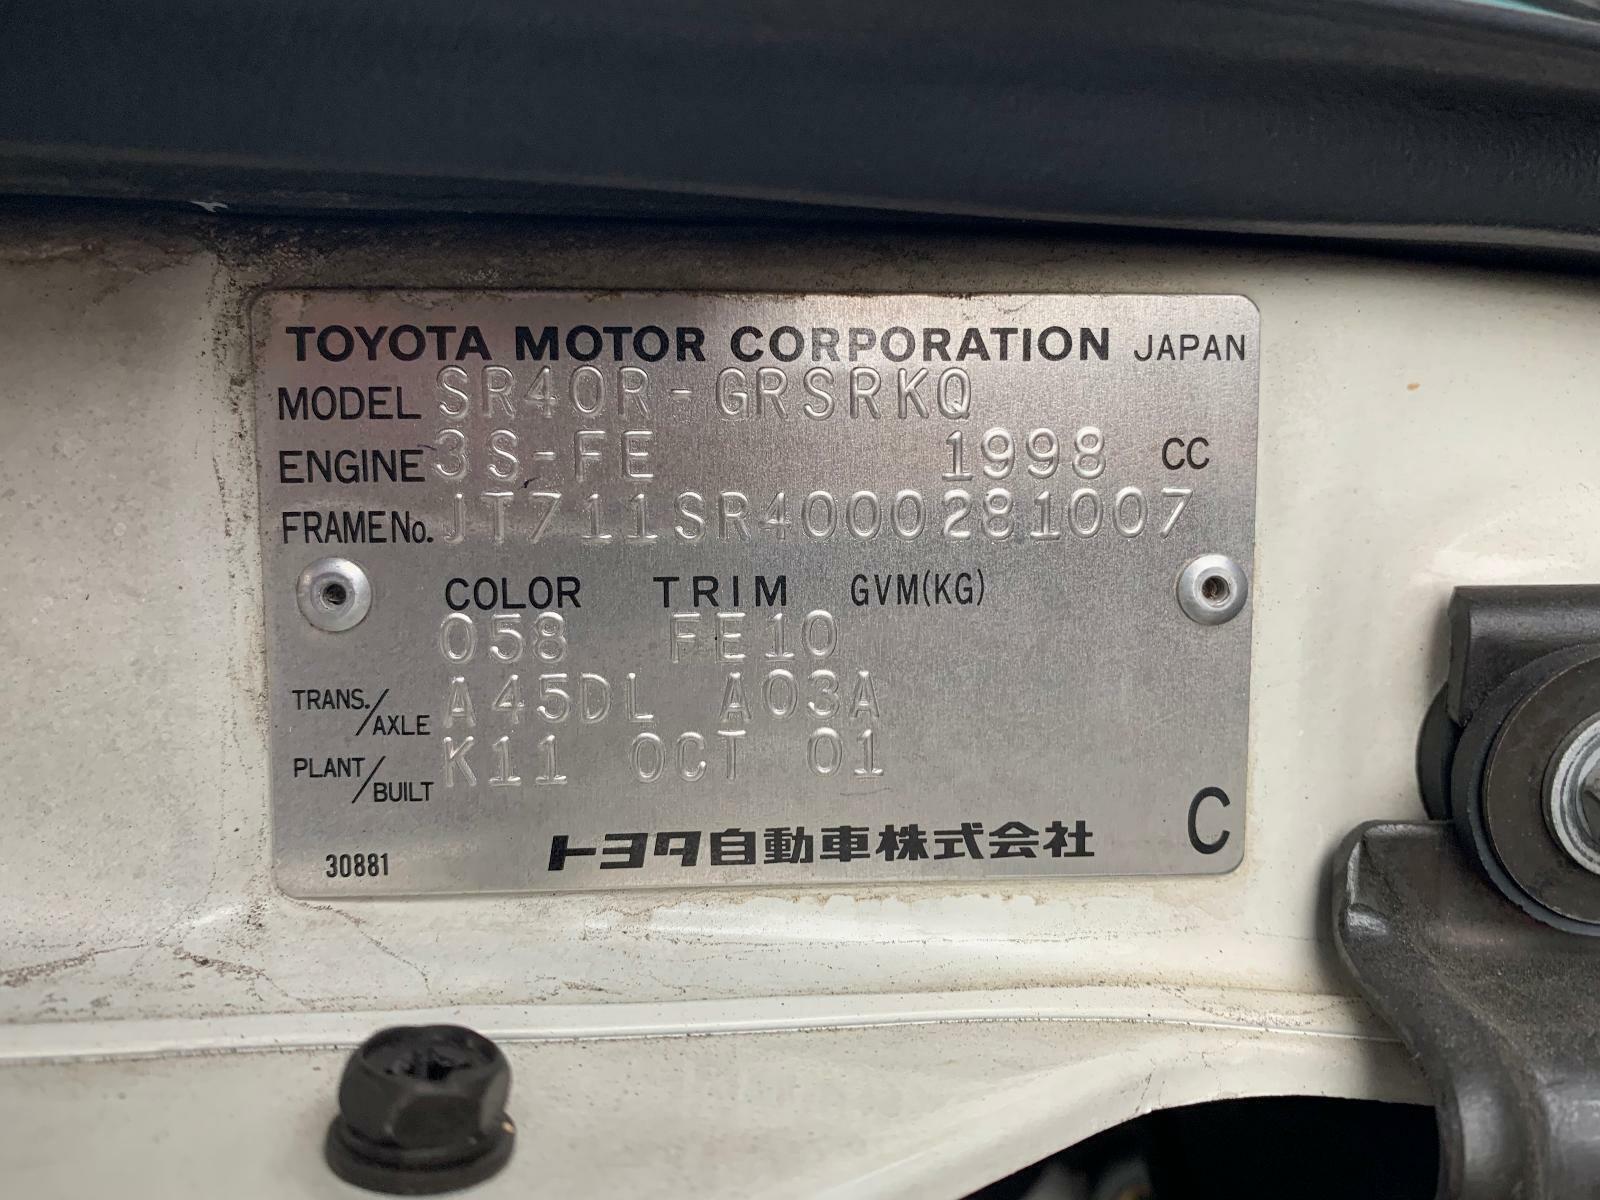 TOYOTA MOTOR CORPORATION JAPAN
MODEL SR40R-GRSRKQ
ENGINE 3S-FE 1998 CC
FRAME No. JT711SR4000281007
COLOR TRIM GVM(KG)
058 FE10
TRANS./AXLE A45DL A03A
PLANT/BUILT K11 OCT 01
トヨタ自動車株式会社 C
30881